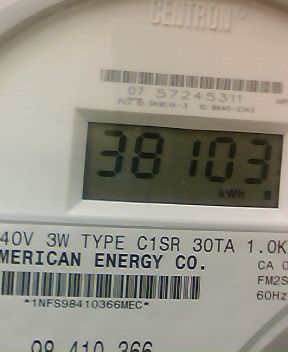 CENTRON
07 57245311
38103
kWh
40V 3W TYPE C1SR 30TA 1.0K
MERICAN ENERGY CO.
CA 0
FM2S
60Hz
*1NFS98410366MEC*
98 410 366